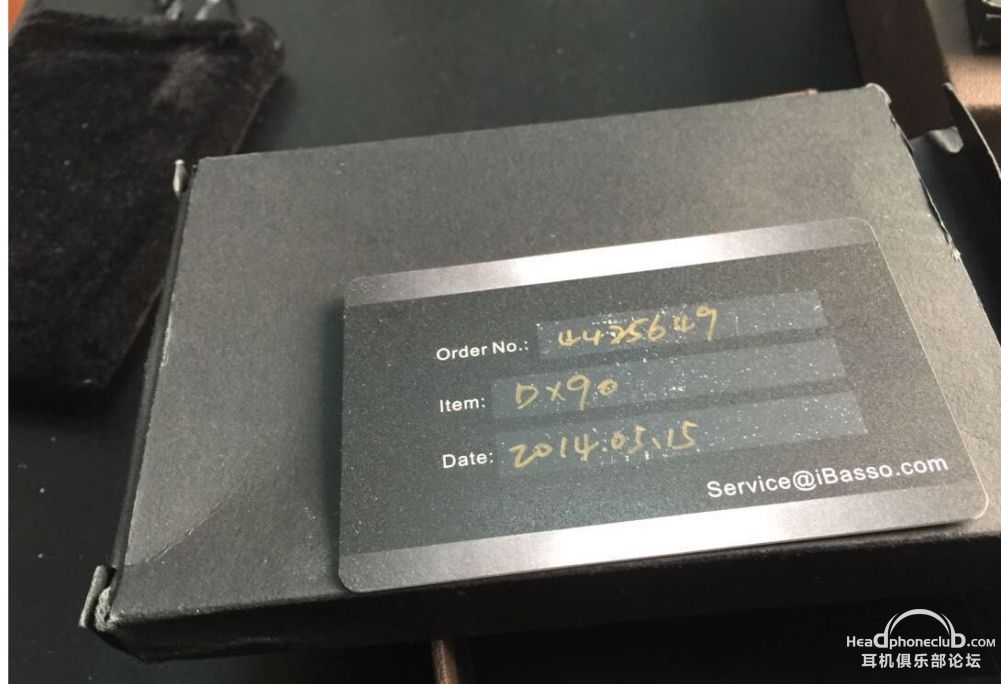 Order No.: 4425649
Item: DX90
Date: 2014.05.15
Service@iBasso.com
Headphoneclub.com
耳机俱乐部论坛